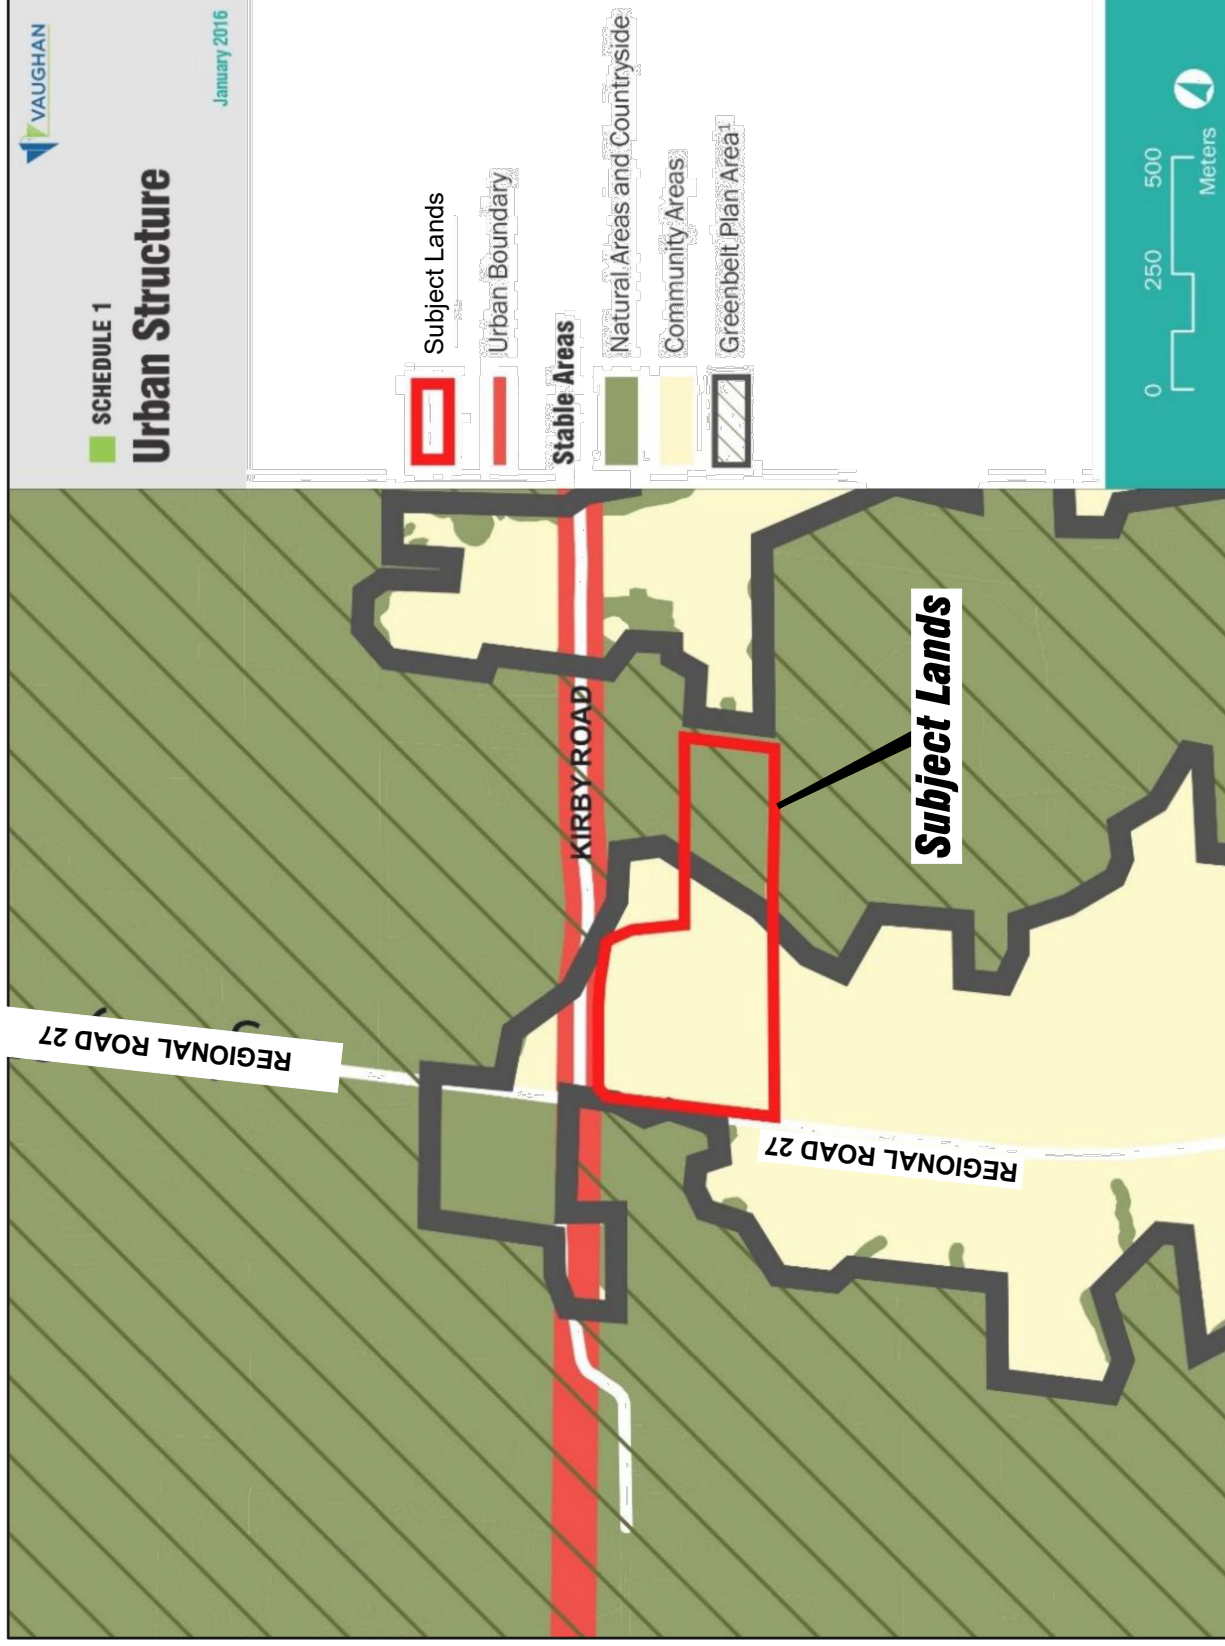 VAUGHAN
January 2016
SCHEDULE 1
Urban Structure
Subject Lands
Urban Boundary
Stable Areas
Natural Areas and Countryside
Community Areas
Greenbelt Plan Area¹
0 250 500
Meters
REGIONAL ROAD 27
KIRBY ROAD
REGIONAL ROAD 27
Subject Lands